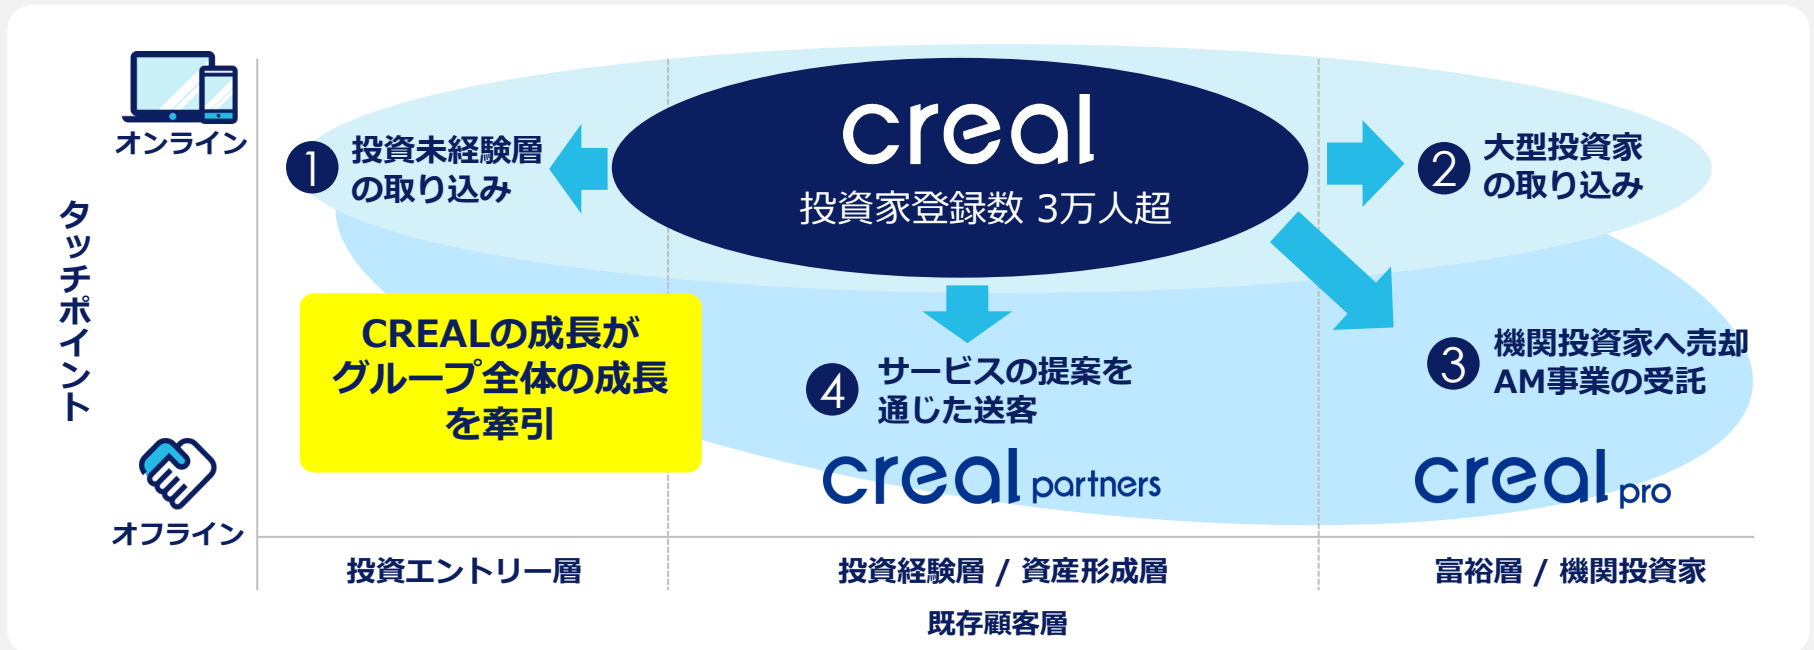 オンライン
タッチポイント
オフライン
creal
投資家登録数 3万人超
1
投資未経験層
の取り込み
2
大型投資家
の取り込み
CREALの成長が
グループ全体の成長
を牽引
3
機関投資家へ売却
AM事業の受託
4
サービスの提案を
通じた送客
creal partners
creal pro
投資エントリー層
投資経験層 / 資産形成層
富裕層 / 機関投資家
既存顧客層